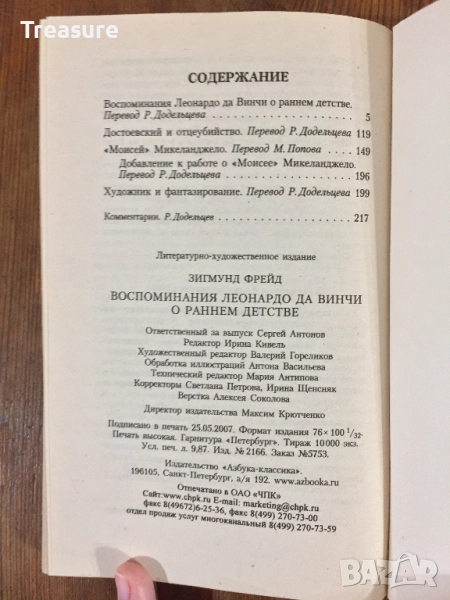 Treasure
СОДЕРЖАНИЕ
Воспоминания Леонардо да Винчи о раннем детстве.
Перевод Р. Додельцева . . . . . . . . . . . . . . . . . . 5
Достоевский и отцеубийство. Перевод Р. Додельцева 119
«Моисей» Микеланджело. Перевод М. Попова . . . . 149
Добавление к работе о «Моисее» Микеланджело.
Перевод Р. Додельцева . . . . . . . . . . . . . . . . 196
Художник и фантазирование. Перевод Р. Додельцева 199
Комментарии. Р. Додельцев . . . . . . . . . . . . . . . . 217
Литературно-художественное издание
ЗИГМУНД ФРЕЙД
ВОСПОМИНАНИЯ ЛЕОНАРДО ДА ВИНЧИ
О РАННЕМ ДЕТСТВЕ
Ответственный за выпуск Сергей Антонов
Редактор Ирина Кивель
Художественный редактор Валерий Гореликов
Обработка иллюстраций Антона Васильева
Технический редактор Мария Антипова
Корректоры Светлана Петрова, Ирина Щенсняк
Верстка Алексея Соколова
Директор издательства Максим Крютченко
Подписано в печать 25.05.2007. Формат издания 76×100 1/32.
Печать высокая. Гарнитура «Петербург». Тираж 10 000 экз.
Усл. печ. л. 9,87. Изд. № 2166. Заказ №5753.
Издательство «Азбука-классика».
196105, Санкт-Петербург, а/я 192. www.azbooka.ru
Отпечатано в ОАО «ЧПК»
Сайт:www.chpk.ru E-mail: marketing@chpk.ru
факс 8(49672)6-25-36, факс 8(499) 270-73-00
отдел продаж услуг многоканальный 8(499) 270-73-59
BAZAR
bg